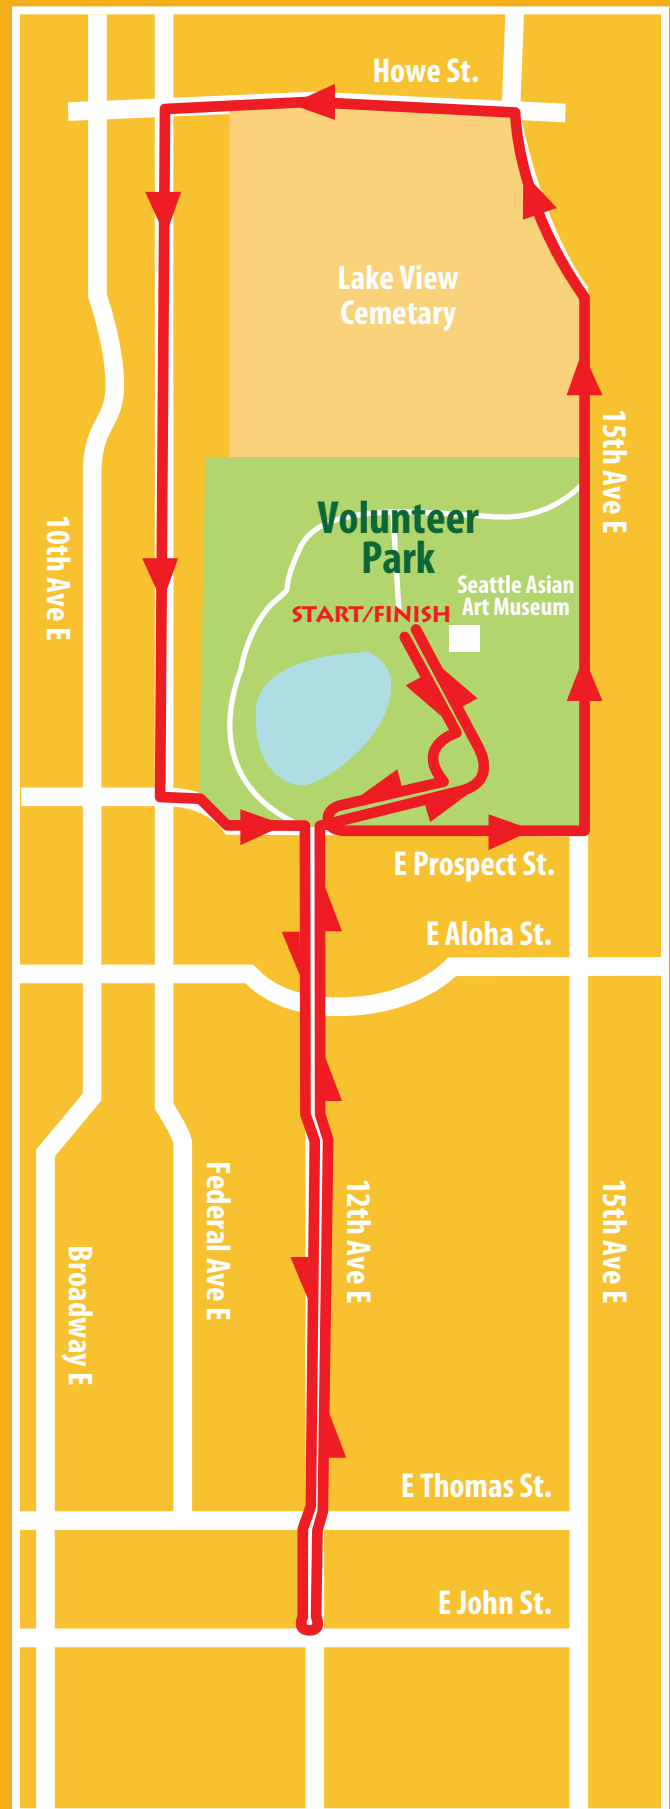 Howe St.
Lake View
Cemetary
15th Ave E
10th Ave E
Volunteer
Park
Seattle Asian
Art Museum
START/FINISH
E Prospect St.
E Aloha St.
Federal Ave E
12th Ave E
15th Ave E
Broadway E
E Thomas St.
E John St.